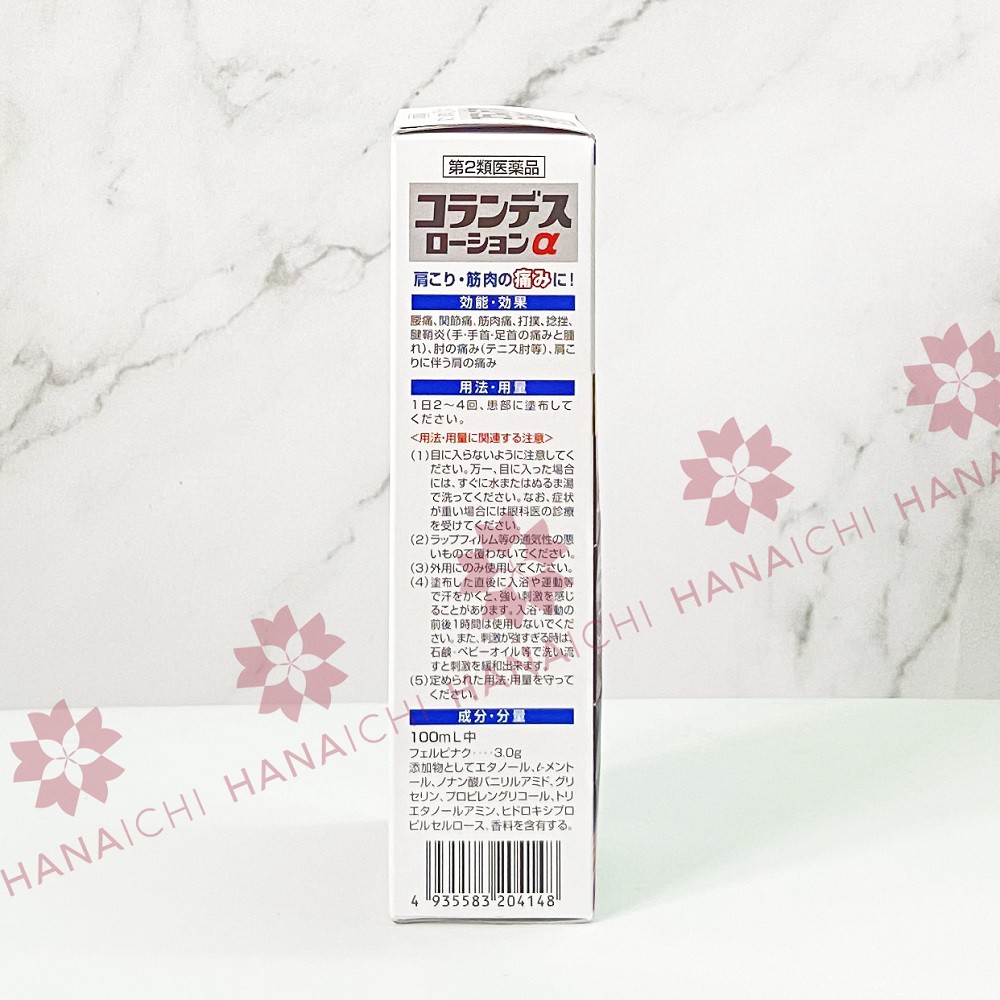 第2類医薬品
コランデス
ローションα
肩こり・筋肉の痛みに!
効能・効果
腰痛、関節痛、筋肉痛、打撲、捻挫、
腱鞘炎(手・手首・足首の痛みと腫
れ)、肘の痛み(テニス肘等)、肩こ
りに伴う肩の痛み
用法・用量
1日2〜4回、患部に塗布して
ください。
<用法・用量に関連する注意>
(1)目に入らないように注意してく
ださい。万一、目に入った場合
には、すぐに水またはぬるま湯
で洗ってください。なお、症状
が重い場合には眼科医の診療
を受けてください。
(2)ラップフィルム等の通気性の悪
いもので覆わないでください。
(3)外用にのみ使用してください。
(4)塗布した直後に入浴や運動等
で汗をかくと、強い刺激を感じ
ることがあります。入浴・運動の
前後1時間は使用しないでくだ
さい。また、刺激が強すぎる時は、
石鹸・ベビーオイル等で洗い流
すと刺激を緩和出来ます。
(5)定められた用法・用量を守って
ください。
成分・分量
100mL中
フェルビナク‥‥3.0g
添加物としてエタノール、ℓ-メント
ール、ノナン酸バニリルアミド、グリ
セリン、プロピレングリコール、トリ
エタノールアミン、ヒドロキシプロ
ピルセルロース、香料を含有する。
4 935583 204148
HANAICHI HANAICHI HANAICHI HANAICHI HANAICHI HANA